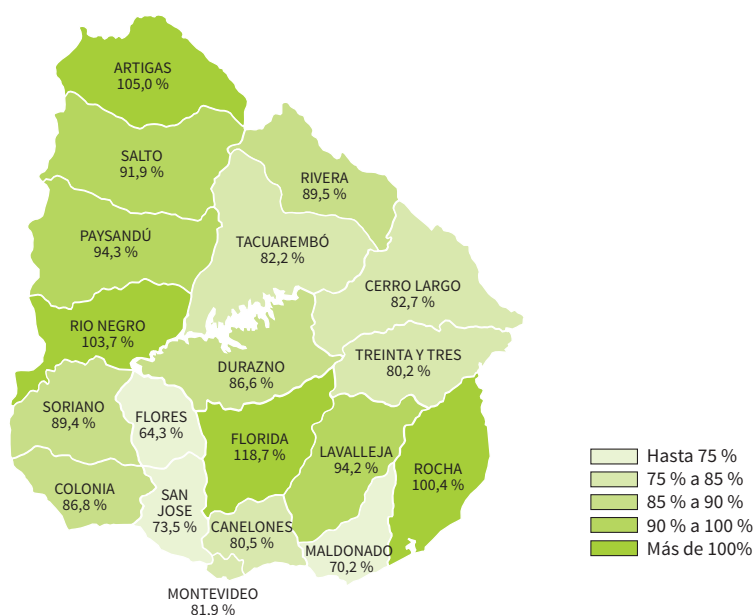 ARTIGAS
105,0 %
SALTO
91,9 %
RIVERA
89,5 %
PAYSANDÚ
94,3 %
TACUAREMBÓ
82,2 %
CERRO LARGO
82,7 %
RIO NEGRO
103,7 %
DURAZNO
86,6 %
TREINTA Y TRES
80,2 %
SORIANO
89,4 %
FLORES
64,3 %
FLORIDA
118,7 %
LAVALLEJA
94,2 %
ROCHA
100,4 %
COLONIA
86,8 %
SAN
JOSE
73,5 %
CANELONES
80,5 %
MALDONADO
70,2 %
MONTEVIDEO
81,9 %
Hasta 75 %
75 % a 85 %
85 % a 90 %
90 % a 100 %
Más de 100%